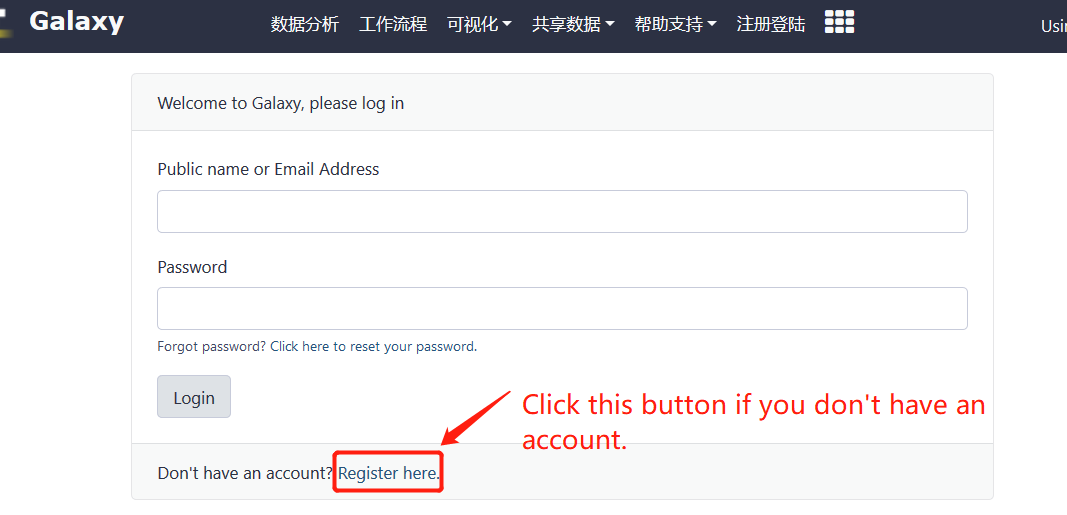 Galaxy 数据分析 工作流程 可视化 共享数据 帮助支持 注册登陆
Welcome to Galaxy, please log in
Public name or Email Address
Password
Forgot password? Click here to reset your password.
Login
Click this button if you don't have an
account.
Don't have an account? Register here.